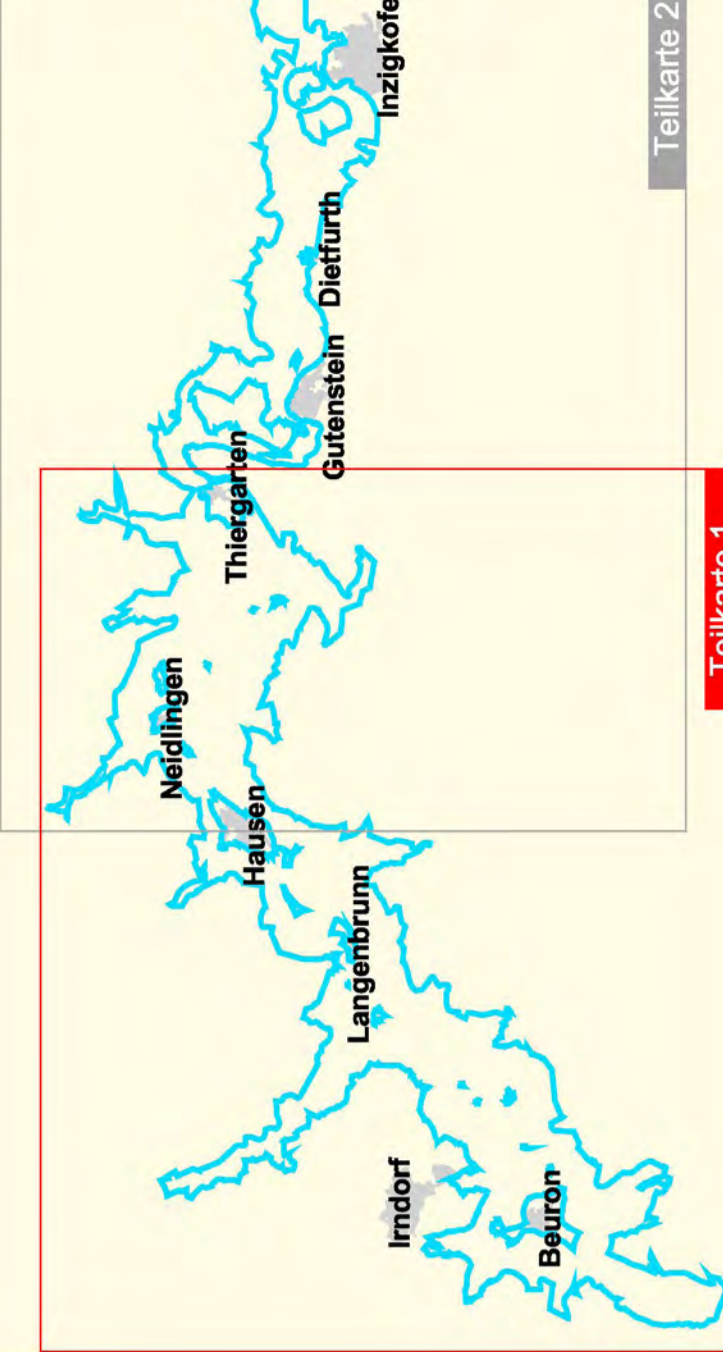 Neidlingen
Thiergarten
Hausen
Dietfurth
Gutenstein
Langenbrunn
Inzigkofe
Irndorf
Beuron
Teilkarte 2
Teilkarte 1